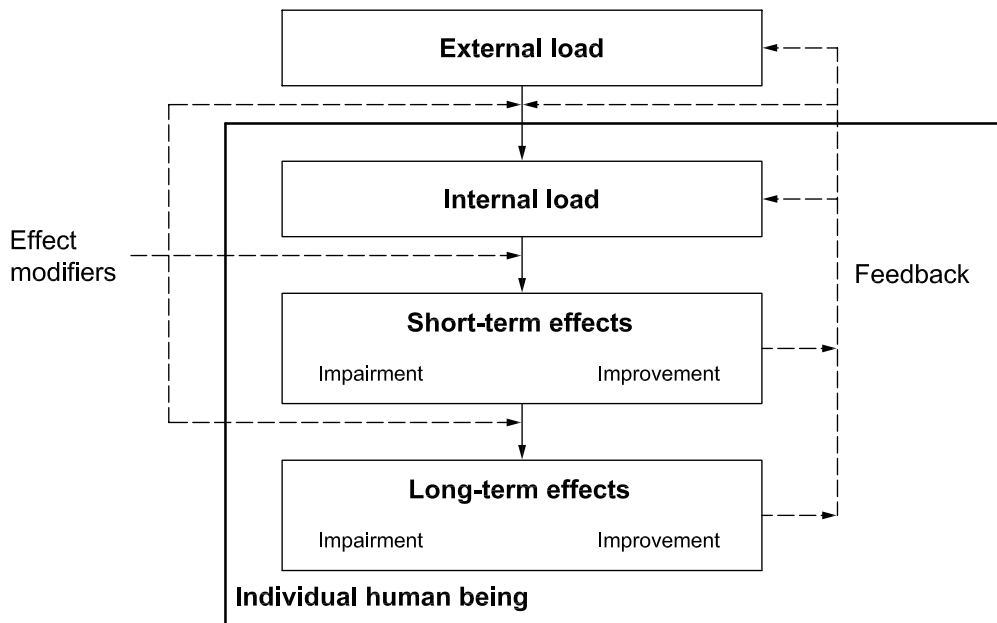 External load
Internal load
Effect
modifiers
Feedback
Short-term effects
Impairment
Improvement
Long-term effects
Impairment
Improvement
Individual human being